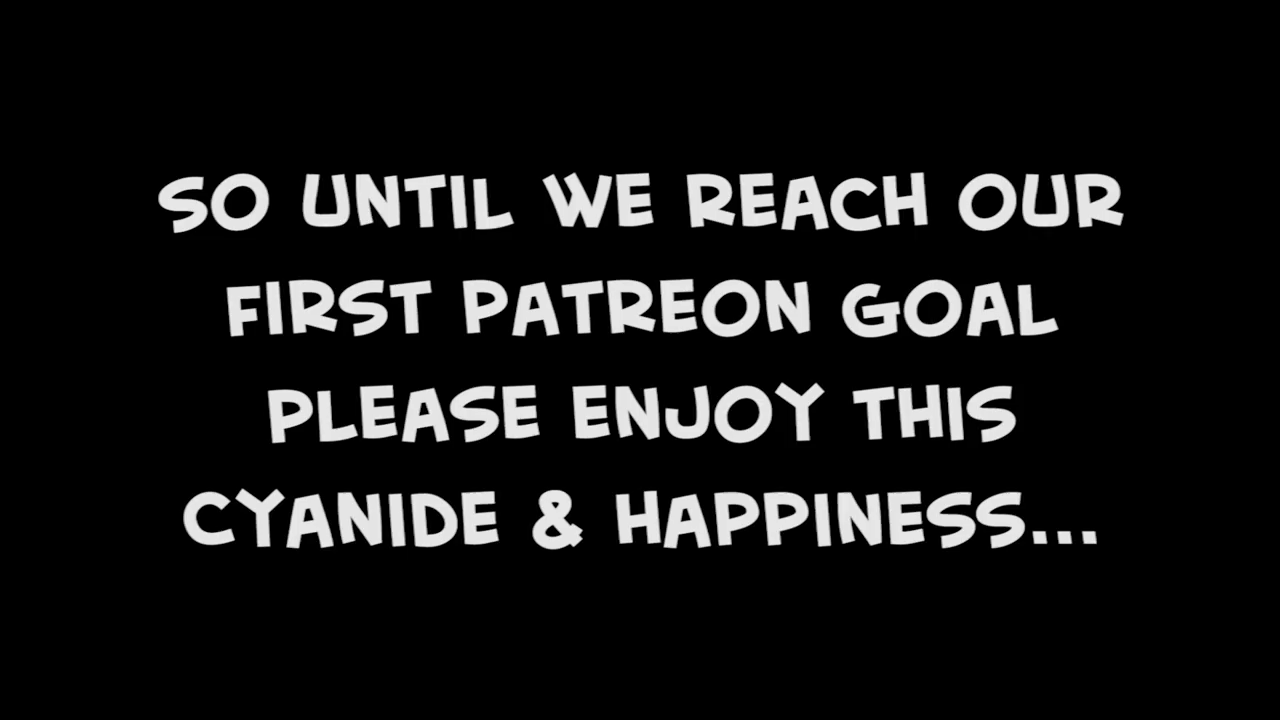 SO UNTIL WE REACH OUR
FIRST PATREON GOAL
PLEASE ENJOY THIS
CYANIDE & HAPPINESS...